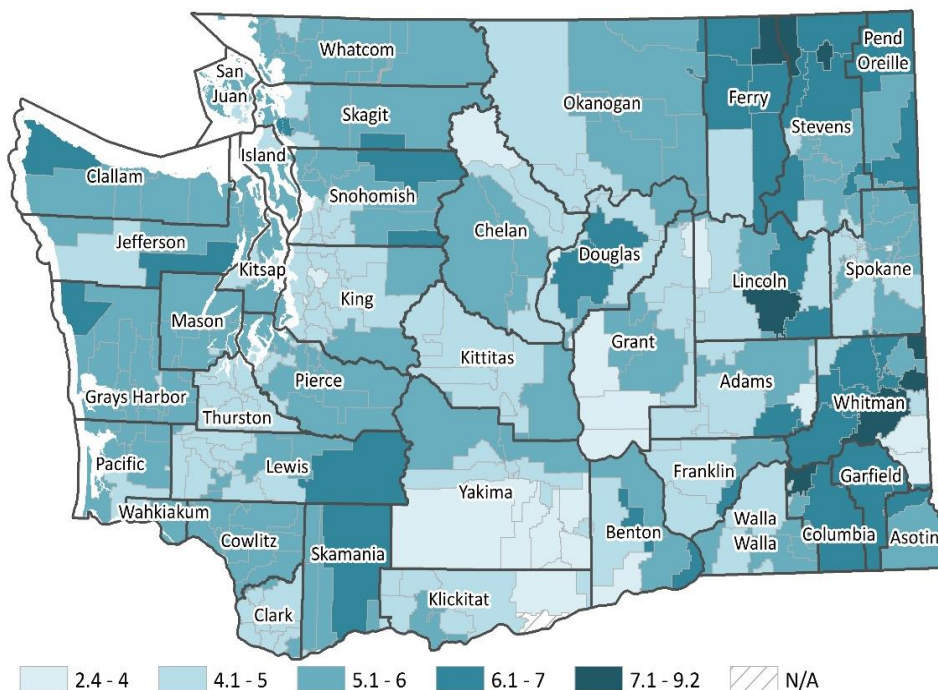 Whatcom
San
Juan
Skagit
Island
Clallam
Snohomish
Jefferson
Kitsap
King
Mason
Grays Harbor
Pierce
Thurston
Pacific
Lewis
Wahkiakum
Cowlitz
Skamania
Clark
Okanogan
Ferry
Pend
Oreille
Stevens
Chelan
Douglas
Lincoln
Spokane
Kittitas
Grant
Adams
Whitman
Yakima
Franklin
Garfield
Benton
Walla
Walla
Columbia
Asotin
Klickitat
2.4 - 4
4.1 - 5
5.1 - 6
6.1 - 7
7.1 - 9.2
N/A